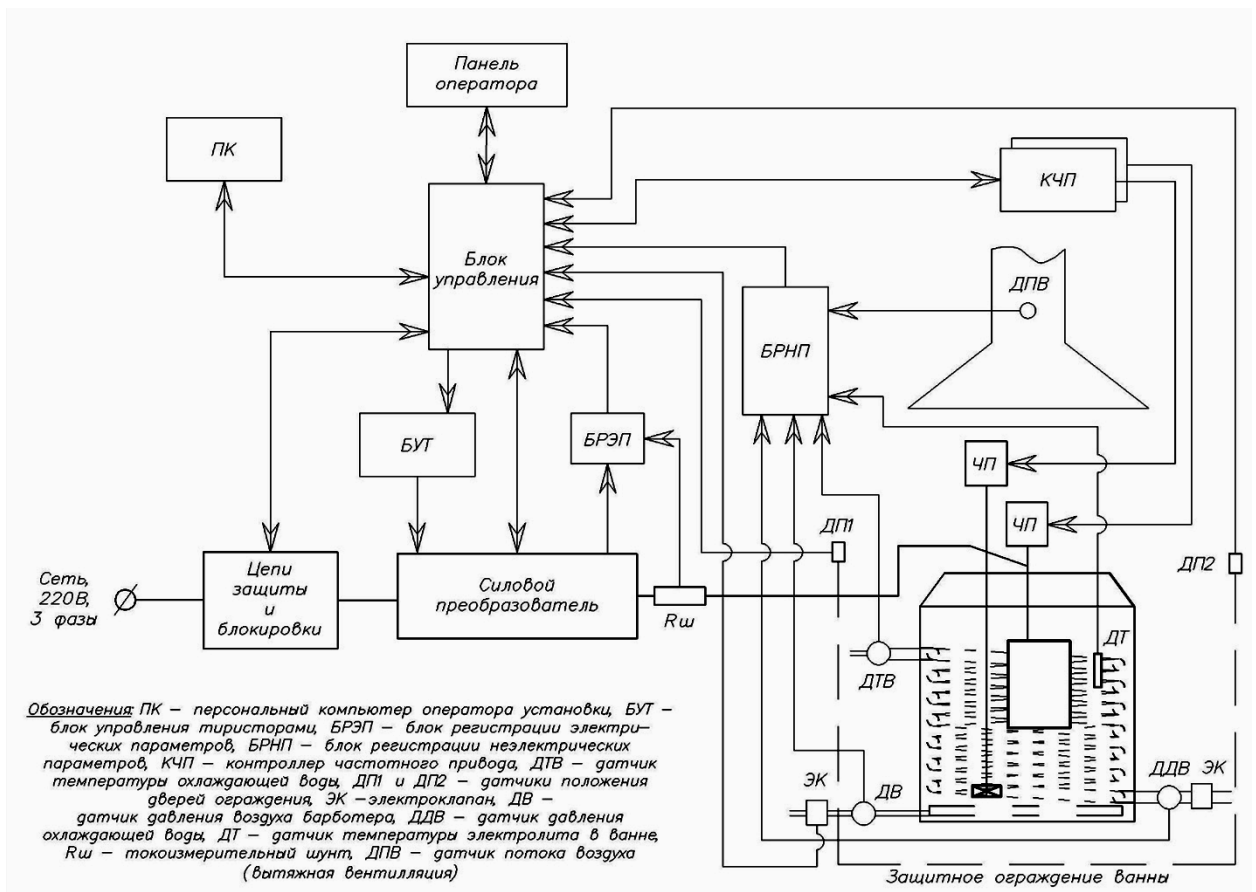 Панель
оператора
ПК
КЧП
Блок
управления
ДПВ
БРНП
БУТ
БРЭП
ЧП
ЧП
ДП1
ДП2
Сеть,
220В,
3 фазы
Цепи
защиты
и
блокировки
Силовой
преобразователь
Rш
ДТ
ДТВ
ЭК
ДВ
ДДВ
ЭК
Защитное ограждение ванны
Обозначения: ПК – персональный компьютер оператора установки, БУТ –
блок управления тиристорами, БРЭП – блок регистрации электри-
ческих параметров, БРНП – блок регистрации неэлектрических
параметров, КЧП – контроллер частотного привода, ДТВ – датчик
температуры охлаждающей воды, ДП1 и ДП2 – датчики положения
дверей ограждения, ЭК –электроклапан, ДВ –
датчик давления воздуха барботера, ДДВ – датчик давления
охлаждающей воды, ДТ – датчик температуры электролита в ванне,
Rш – токоизмерительный шунт, ДПВ – датчик потока воздуха
(вытяжная вентилляция)